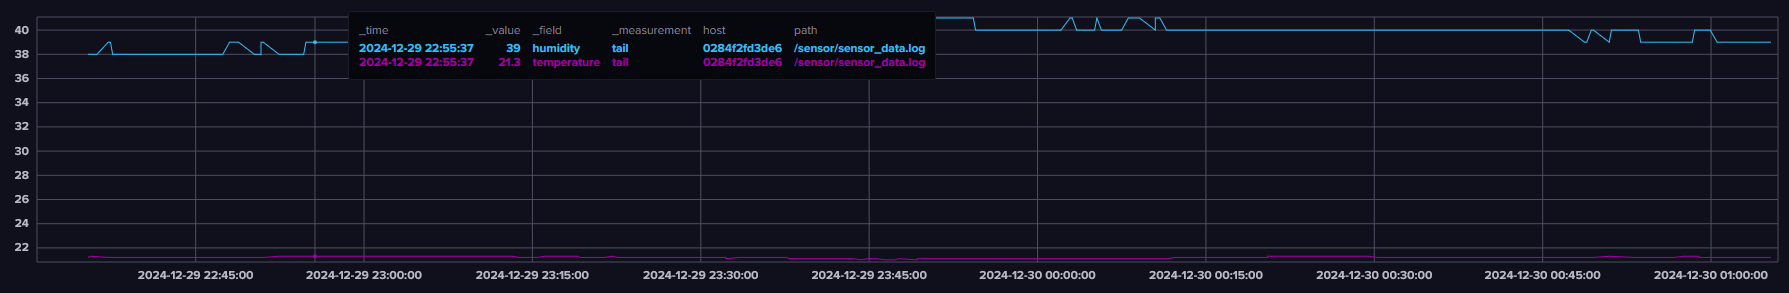 _time _value _field _measurement host path
2024-12-29 22:55:37 39 humidity tail 0284f2fd3de6 /sensor/sensor_data.log
2024-12-29 22:55:37 21.3 temperature tail 0284f2fd3de6 /sensor/sensor_data.log
40
38
36
34
32
30
28
26
24
22
2024-12-29 22:45:00 2024-12-29 23:00:00 2024-12-29 23:15:00 2024-12-29 23:30:00 2024-12-29 23:45:00 2024-12-30 00:00:00 2024-12-30 00:15:00 2024-12-30 00:30:00 2024-12-30 00:45:00 2024-12-30 01:00:00